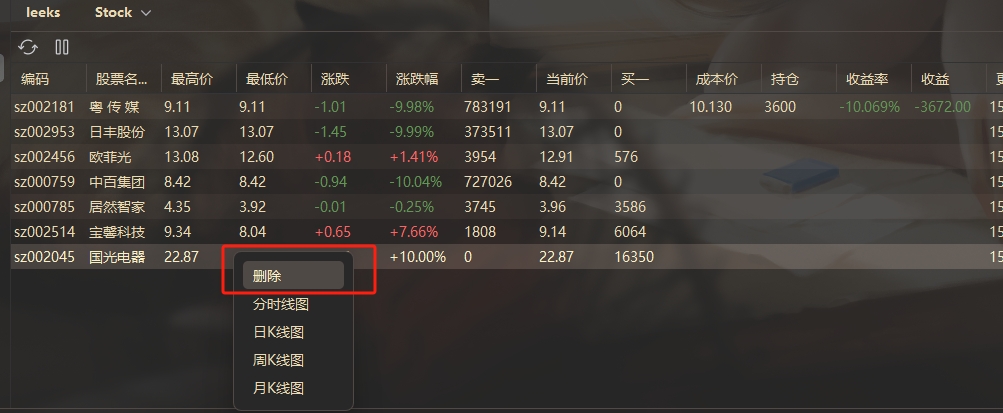 leeks Stock
编码 股票名... 最高价 最低价 涨跌 涨跌幅 卖一 当前价 买一 成本价 持仓 收益率 收益
sz002181 粤 传 媒 9.11 9.11 -1.01 -9.98% 783191 9.11 0 10.130 3600 -10.069% -3672.00 15
sz002953 日丰股份 13.07 13.07 -1.45 -9.99% 373511 13.07 0 15
sz002456 欧菲光 13.08 12.60 +0.18 +1.41% 3954 12.91 576 15
sz000759 中百集团 8.42 8.42 -0.94 -10.04% 727026 8.42 0 15
sz000785 居然智家 4.35 3.92 -0.01 -0.25% 3745 3.96 3586 15
sz002514 宝馨科技 9.34 8.04 +0.65 +7.66% 1808 9.14 6064 15
sz002045 国光电器 22.87 +10.00% 0 22.87 16350 15
删除
分时线图
日K线图
周K线图
月K线图